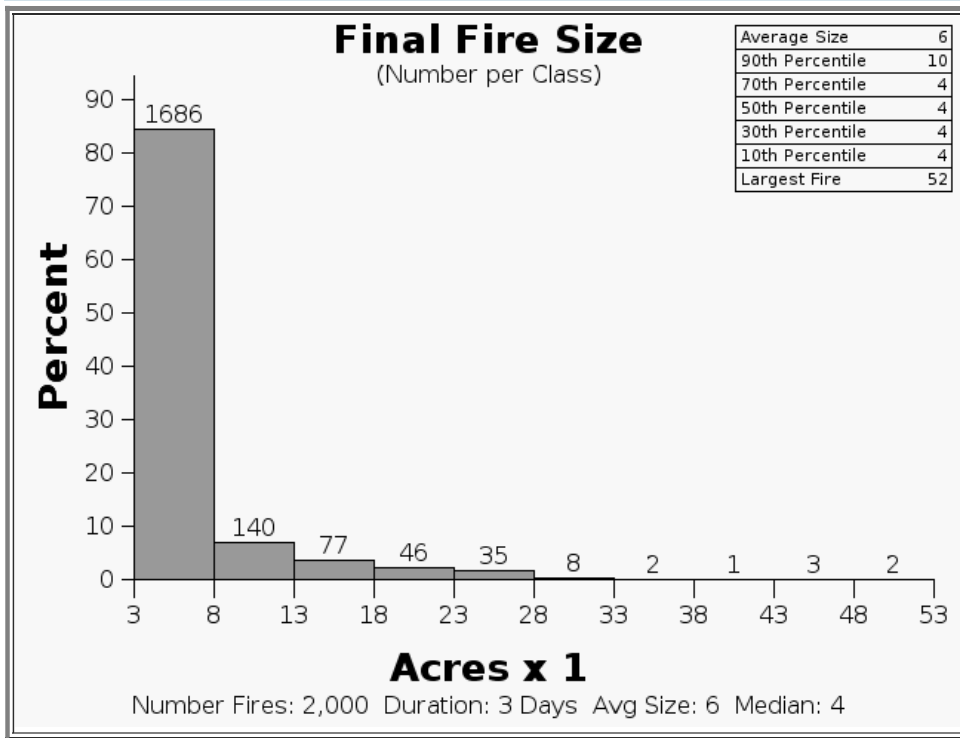 Final Fire Size
(Number per Class)
Average Size 6
90th Percentile 10
70th Percentile 4
50th Percentile 4
30th Percentile 4
10th Percentile 4
Largest Fire 52
Percent
90
80
70
60
50
40
30
20
10
0
1686 140 77 46 35 8 2 1 3 2
3 8 13 18 23 28 33 38 43 48 53
Acres x 1
Number Fires: 2,000 Duration: 3 Days Avg Size: 6 Median: 4